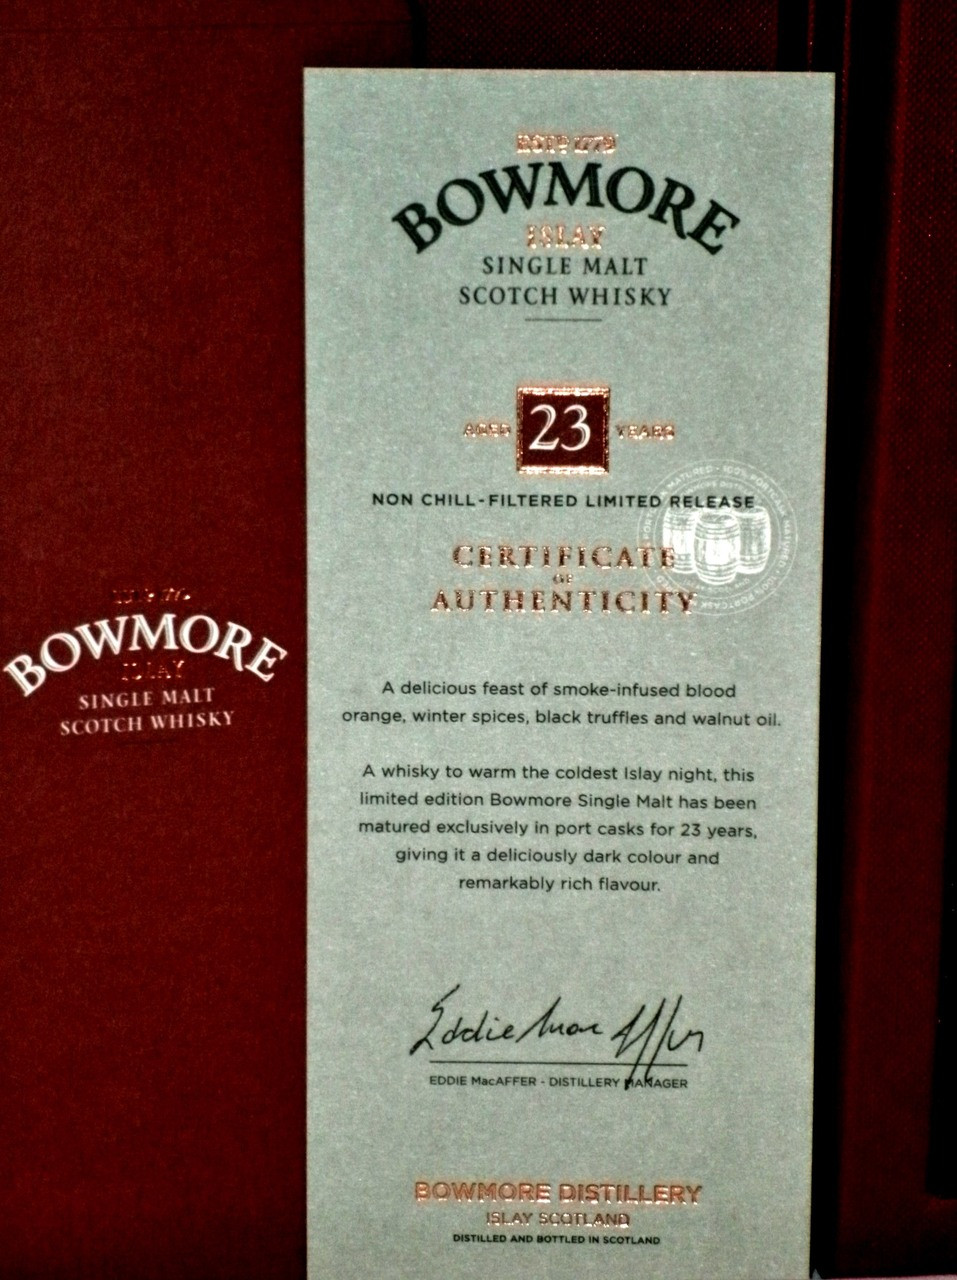 ESTP 1779
BOWMORE
ISLAY
SINGLE MALT
SCOTCH WHISKY
AGED 23 YEARS
NON CHILL-FILTERED LIMITED RELEASE
CERTIFICATE
OF
AUTHENTICITY
A delicious feast of smoke-infused blood
orange, winter spices, black truffles and walnut oil.
A whisky to warm the coldest Islay night, this
limited edition Bowmore Single Malt has been
matured exclusively in port casks for 23 years,
giving it a deliciously dark colour and
remarkably rich flavour.
Eddie MacAffer
EDDIE MacAFFER - DISTILLERY MANAGER
BOWMORE DISTILLERY
ISLAY SCOTLAND
DISTILLED AND BOTTLED IN SCOTLAND
BOWMORE
ISLAY
SINGLE MALT
SCOTCH WHISKY